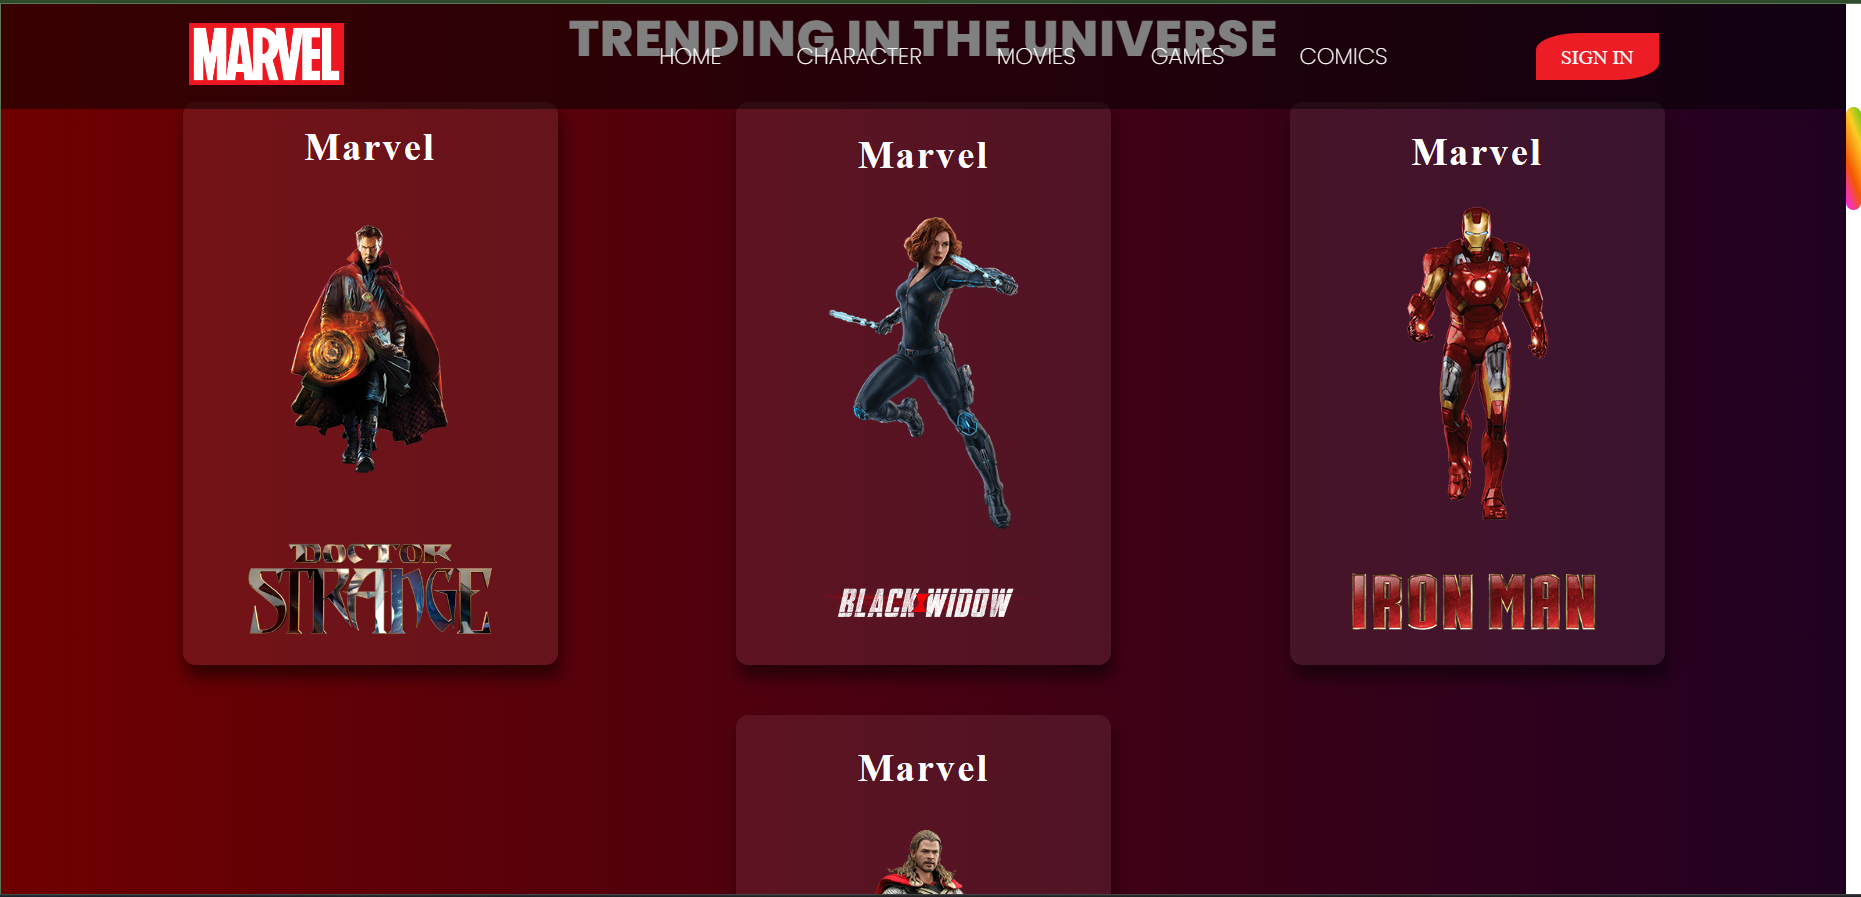 TRENDING IN THE UNIVERSE
MARVEL
HOME CHARACTER MOVIES GAMES COMICS
SIGN IN
Marvel
DOCTOR
STRANGE
Marvel
BLACK WIDOW
Marvel
IRON MAN
Marvel